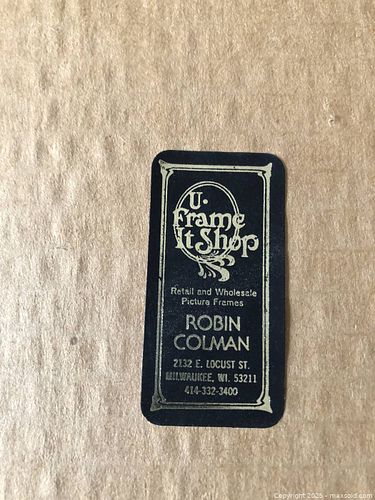 U·
Frame
It Shop
Retail and Wholesale
Picture Frames
ROBIN
COLMAN
2132 E. LOCUST ST.
MILWAUKEE, WI. 53211
414-332-3400
Copyright 2025 - maxsold.com